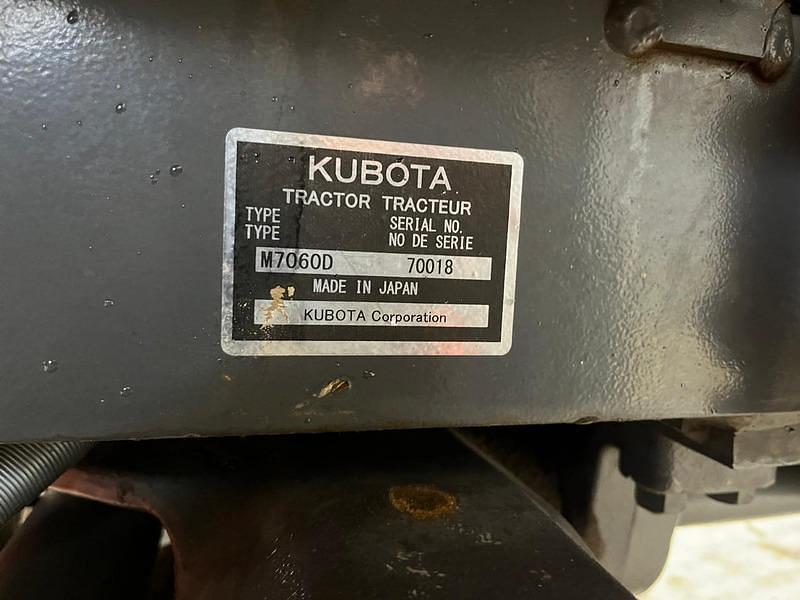 KUBOTA
TRACTOR TRACTEUR
TYPE SERIAL NO.
TYPE NO DE SERIE
M7060D 70018
MADE IN JAPAN
KUBOTA Corporation